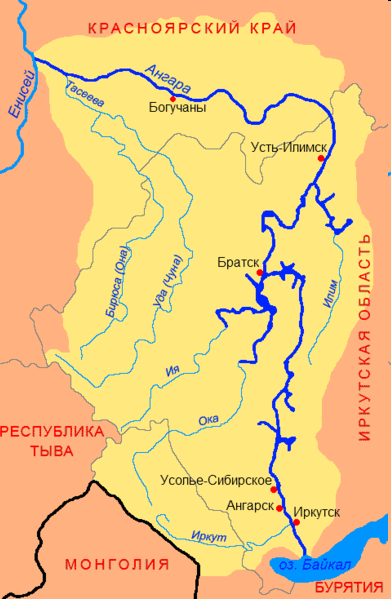 КРАСНОЯРСКИЙ КРАЙ
Енисей
Ангара
Тасеева
Богучаны
Усть-Илимск
Бирюса (Она)
Уда (Чуна)
Братск
Илим
ИРКУТСКАЯ ОБЛАСТЬ
Ия
Ока
РЕСПУБЛИКА
ТЫВА
Усолье-Сибирское
Ангарск
Иркутск
Иркут
МОНГОЛИЯ
оз. Байкал
БУРЯТИЯ